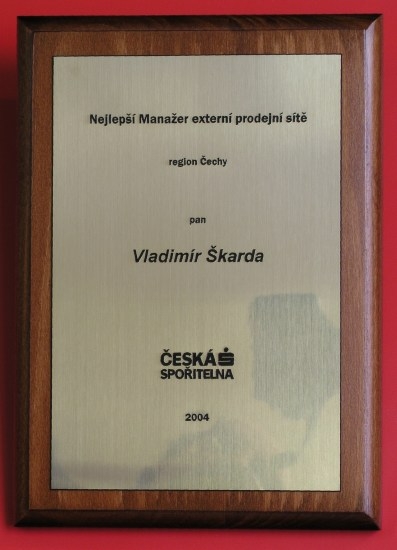 Nejlepší Manažer externí prodejní sítě
region Čechy
pan
Vladimír Škarda
ČESKÁ
SPOŘITELNA
2004